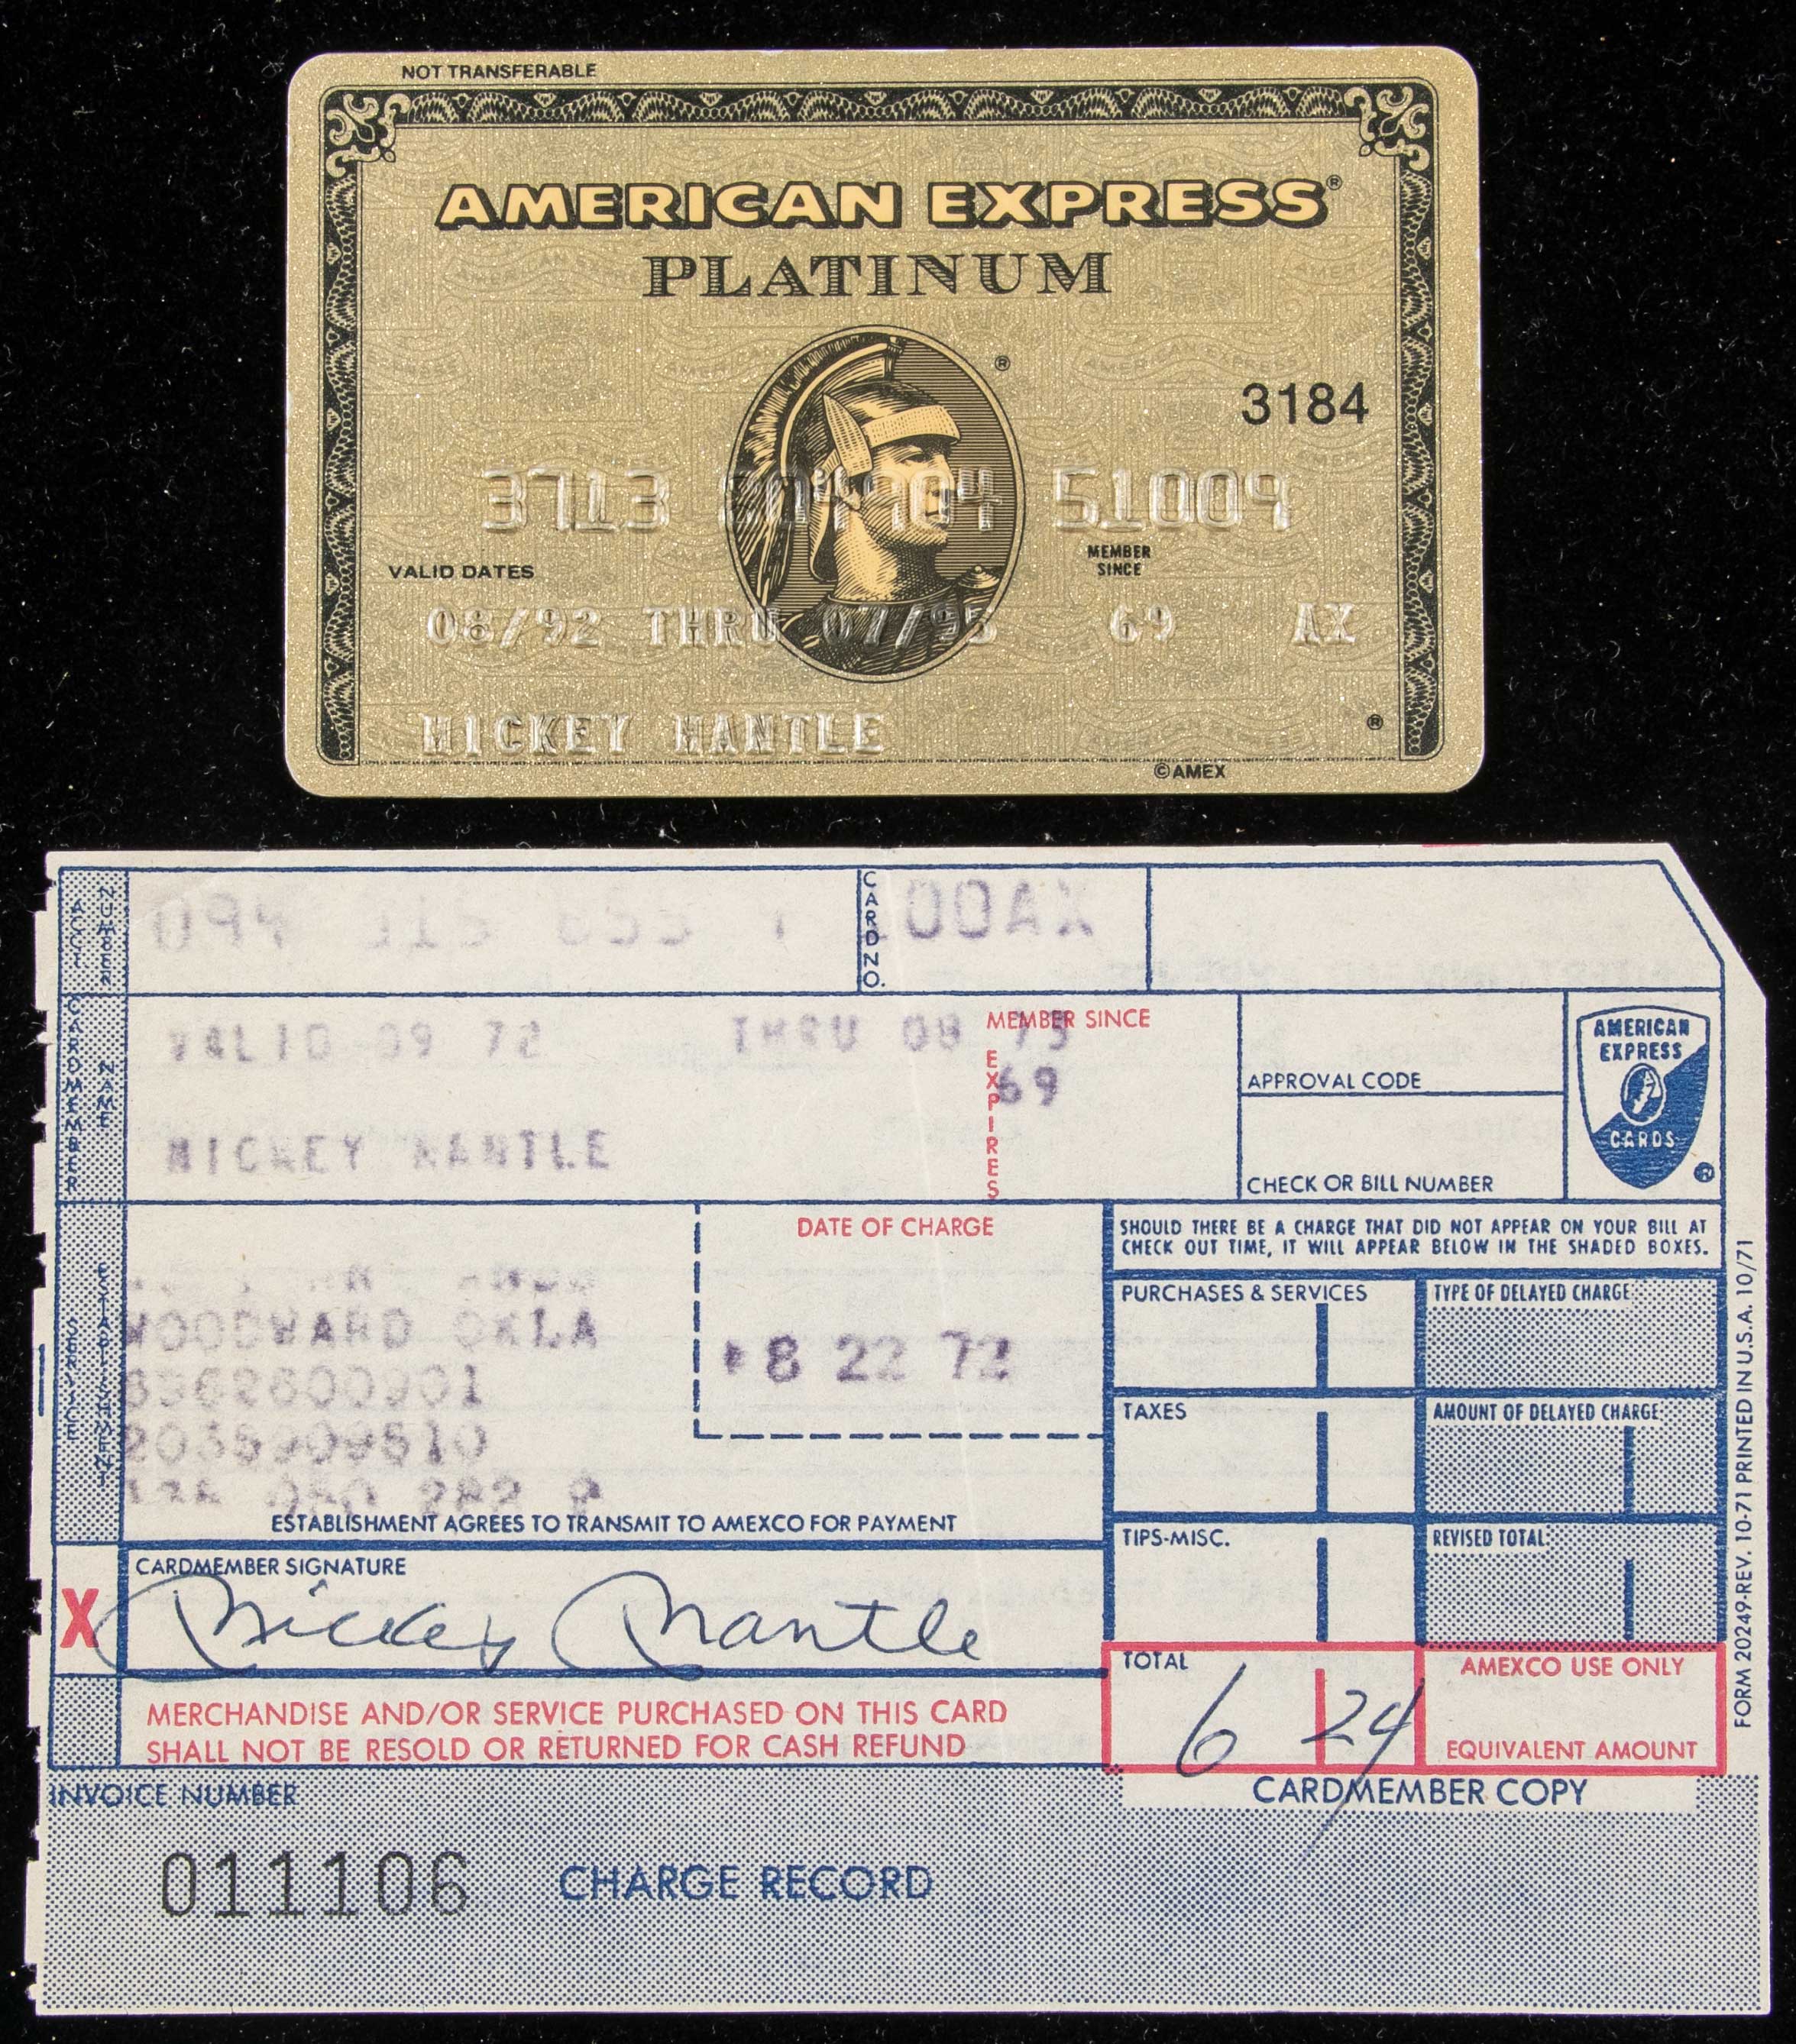 NOT TRANSFERABLE
AMERICAN EXPRESS®
PLATINUM
®
3184
3713 51009
MEMBER
SINCE
VALID DATES
08/92 THRU 07/95 69 AX
MICKEY MANTLE
®
©AMEX
ACCT. NUMBER
094
CARD NO.
100AX
CARDMEMBER NAME
VALID 09 72 THRU 08 73
MEMBER SINCE
69
EXPIRES
MICKEY MANTLE
APPROVAL CODE
CHECK OR BILL NUMBER
AMERICAN
EXPRESS
CARDS
®
SERVICE ESTABLISHMENT
WOODWARD OKLA
DATE OF CHARGE
8 22 72
ESTABLISHMENT AGREES TO TRANSMIT TO AMEXCO FOR PAYMENT
SHOULD THERE BE A CHARGE THAT DID NOT APPEAR ON YOUR BILL AT
CHECK OUT TIME, IT WILL APPEAR BELOW IN THE SHADED BOXES.
PURCHASES & SERVICES
TYPE OF DELAYED CHARGE
TAXES
AMOUNT OF DELAYED CHARGE
TIPS-MISC.
REVISED TOTAL
CARDMEMBER SIGNATURE
X Mickey Mantle
TOTAL
6 24
AMEXCO USE ONLY
EQUIVALENT AMOUNT
MERCHANDISE AND/OR SERVICE PURCHASED ON THIS CARD
SHALL NOT BE RESOLD OR RETURNED FOR CASH REFUND
CARDMEMBER COPY
INVOICE NUMBER
011106
CHARGE RECORD
FORM 20249-REV. 10-71 PRINTED IN U.S.A. 10/71